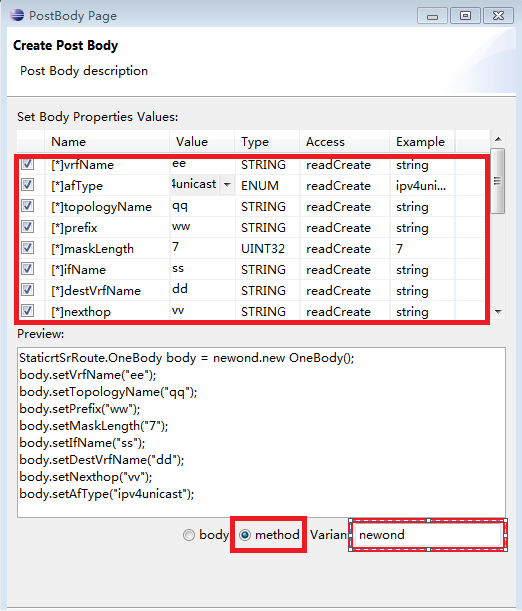 PostBody Page
Create Post Body
Post Body description
Set Body Properties Values:
Name Value Type Access Example
[*]vrfName ee STRING readCreate string
[*]afType 4unicast ENUM readCreate ipv4uni...
[*]topologyName qq STRING readCreate string
[*]prefix ww STRING readCreate string
[*]maskLength 7 UINT32 readCreate 7
[*]ifName ss STRING readCreate string
[*]destVrfName dd STRING readCreate string
[*]nexthop vv STRING readCreate string
Preview:
StaticrtSrRoute.OneBody body = newond.new OneBody();
body.setVrfName("ee");
body.setTopologyName("qq");
body.setPrefix("ww");
body.setMaskLength("7");
body.setIfName("ss");
body.setDestVrfName("dd");
body.setNexthop("vv");
body.setAfType("ipv4unicast");
body method Varian newond